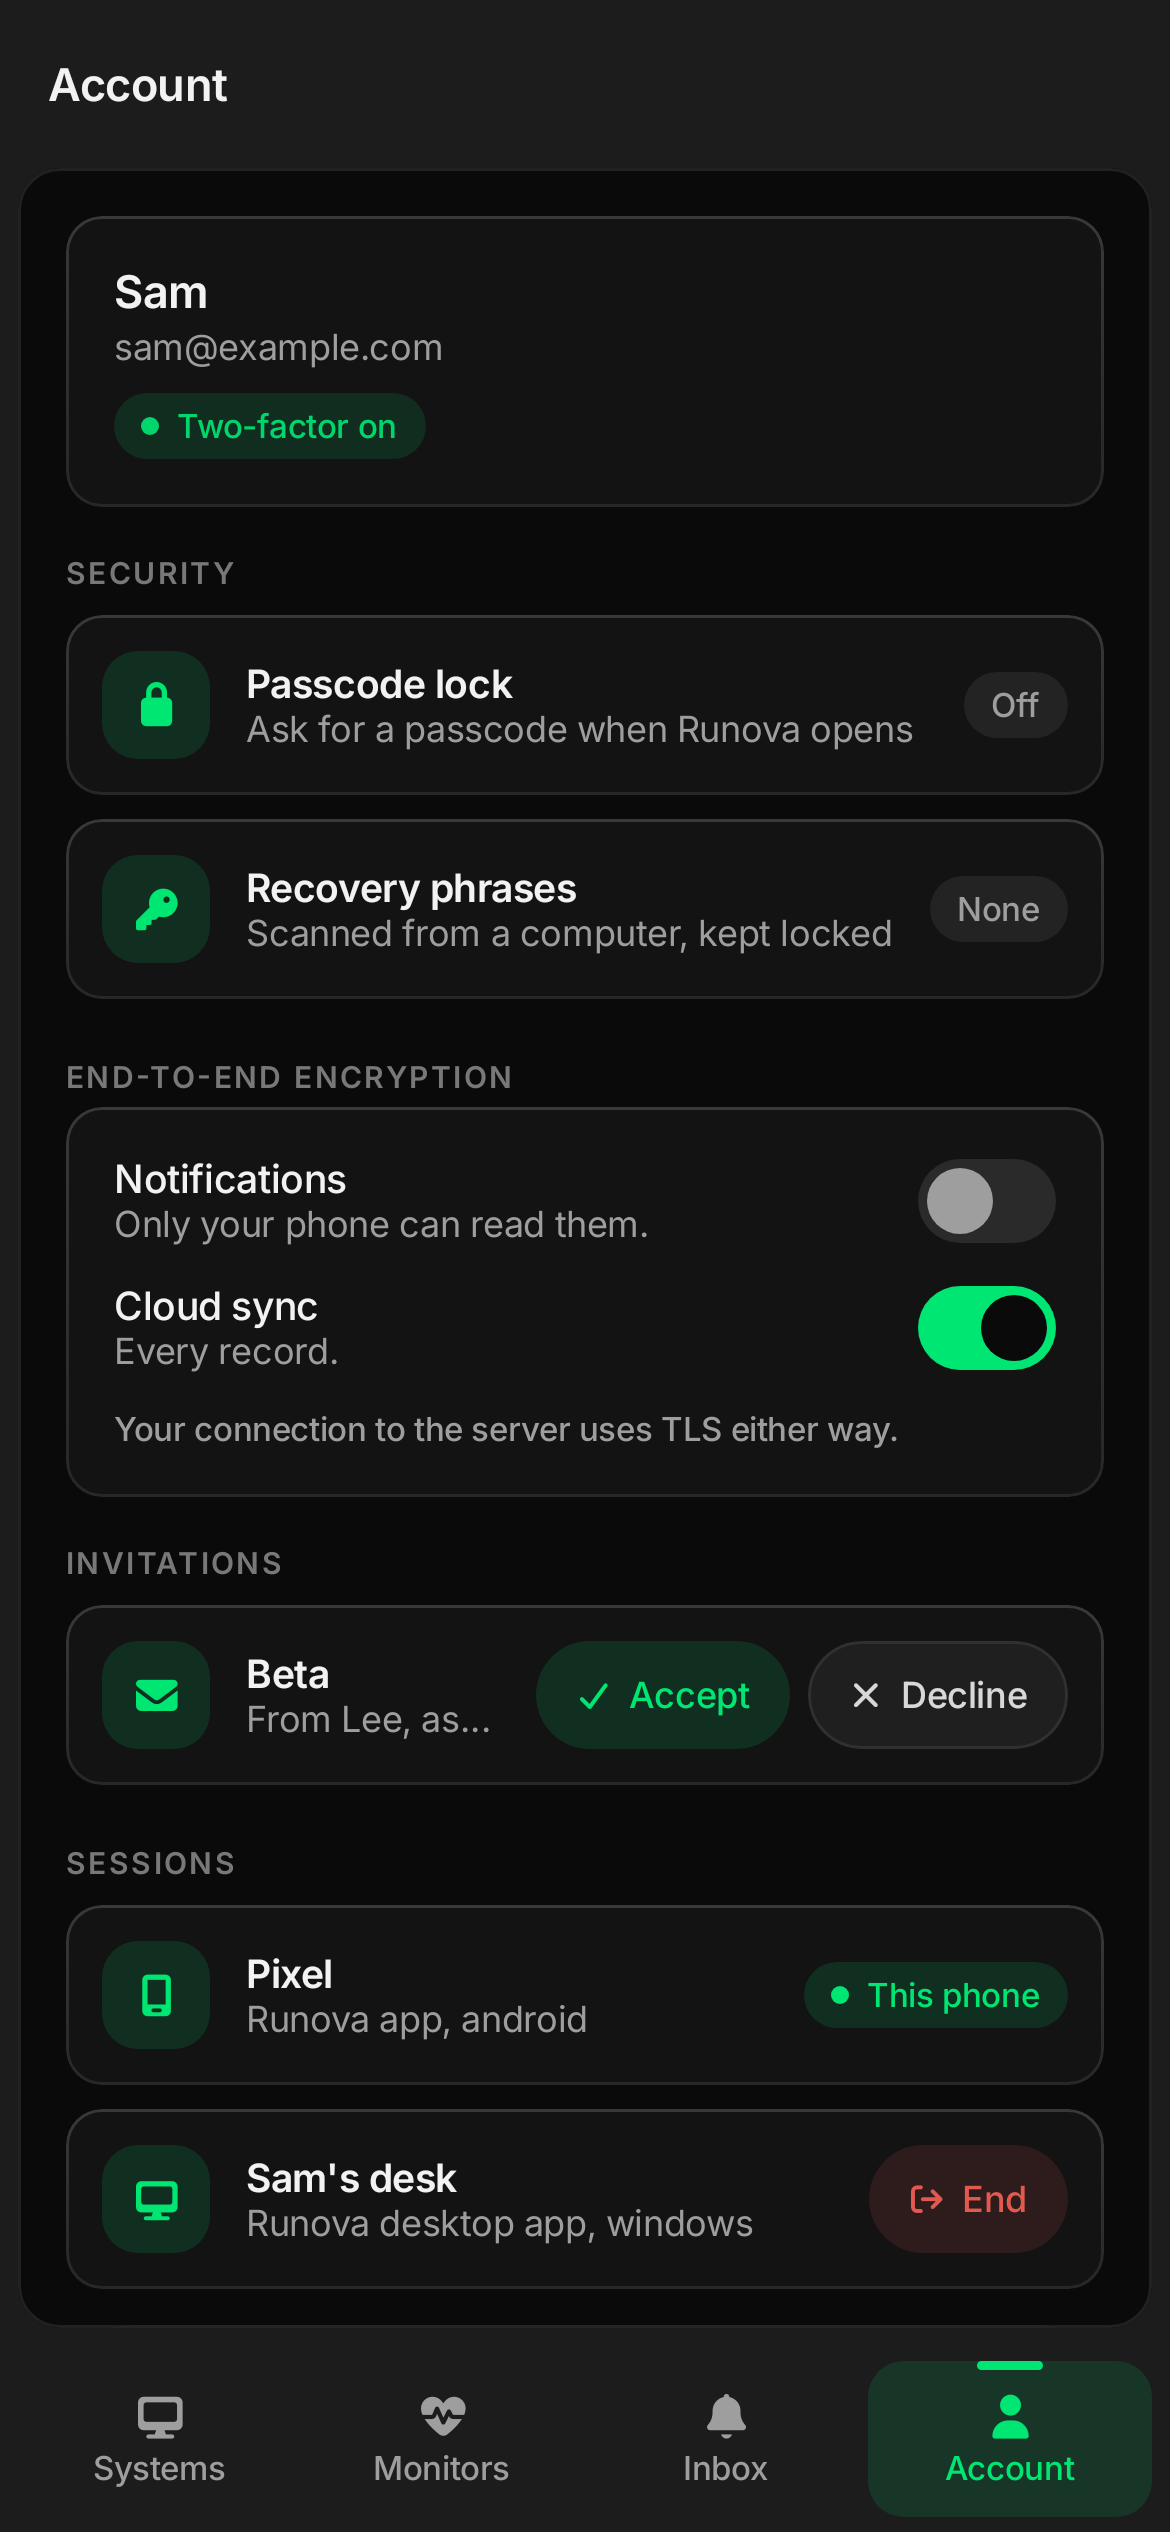 Account
Sam
sam@example.com
Two-factor on
SECURITY
Passcode lock
Ask for a passcode when Runova opens
Off
Recovery phrases
Scanned from a computer, kept locked
None
END-TO-END ENCRYPTION
Notifications
Only your phone can read them.
Cloud sync
Every record.
Your connection to the server uses TLS either way.
INVITATIONS
Beta
From Lee, as...
Accept
Decline
SESSIONS
Pixel
Runova app, android
This phone
Sam's desk
Runova desktop app, windows
End
Systems
Monitors
Inbox
Account